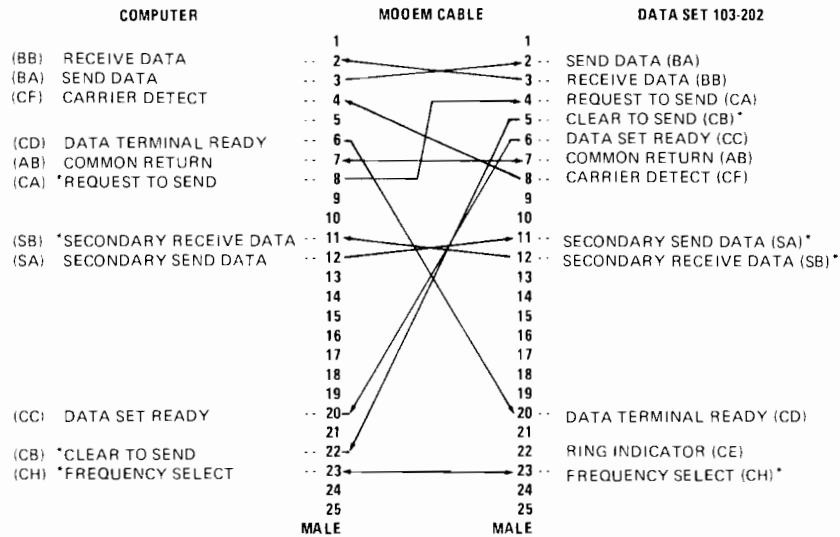 COMPUTER MODEM CABLE DATA SET 103-202
1 1
(BB) RECEIVE DATA ·· 2 2 ·· SEND DATA (BA)
(BA) SEND DATA ·· 3 3 ·· RECEIVE DATA (BB)
(CF) CARRIER DETECT ·· 4 4 ·· REQUEST TO SEND (CA)
5 5 ·· CLEAR TO SEND (CB)*
(CD) DATA TERMINAL READY ·· 6 6 ·· DATA SET READY (CC)
(AB) COMMON RETURN ·· 7 7 ·· COMMON RETURN (AB)
(CA) *REQUEST TO SEND ·· 8 8 ·· CARRIER DETECT (CF)
9 9
10 10
(SB) *SECONDARY RECEIVE DATA ·· 11 11 ·· SECONDARY SEND DATA (SA)*
(SA) SECONDARY SEND DATA ·· 12 12 ·· SECONDARY RECEIVE DATA (SB)*
13 13
14 14
15 15
16 16
17 17
18 18
19 19
(CC) DATA SET READY ·· 20 20 ·· DATA TERMINAL READY (CD)
21 21
(CB) *CLEAR TO SEND ·· 22 22 RING INDICATOR (CE)
(CH) *FREQUENCY SELECT ·· 23 23 ·· FREQUENCY SELECT (CH)*
24 24
25 25
MALE MALE